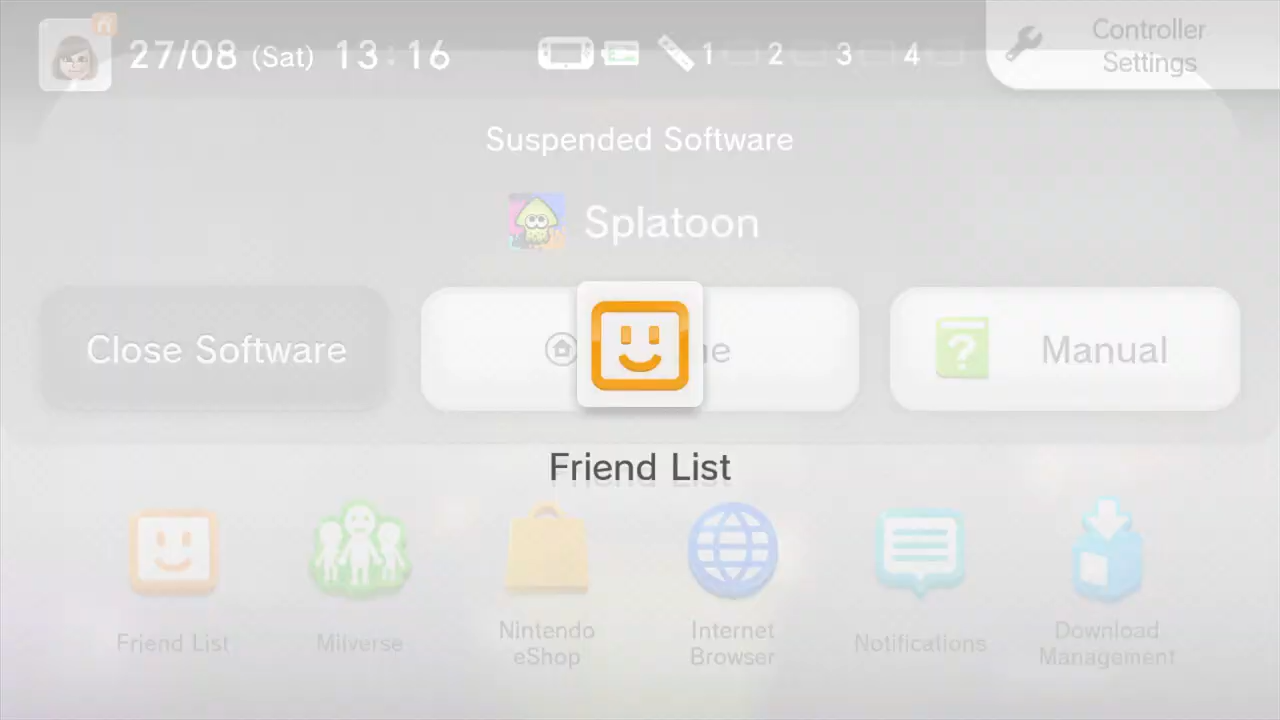 27/08 (Sat) 13:16
1 2 3 4
Controller
Settings
Suspended Software
Splatoon
Close Software
Manual
Friend List
Friend List
Miiverse
Nintendo
eShop
Internet
Browser
Notifications
Download
Management